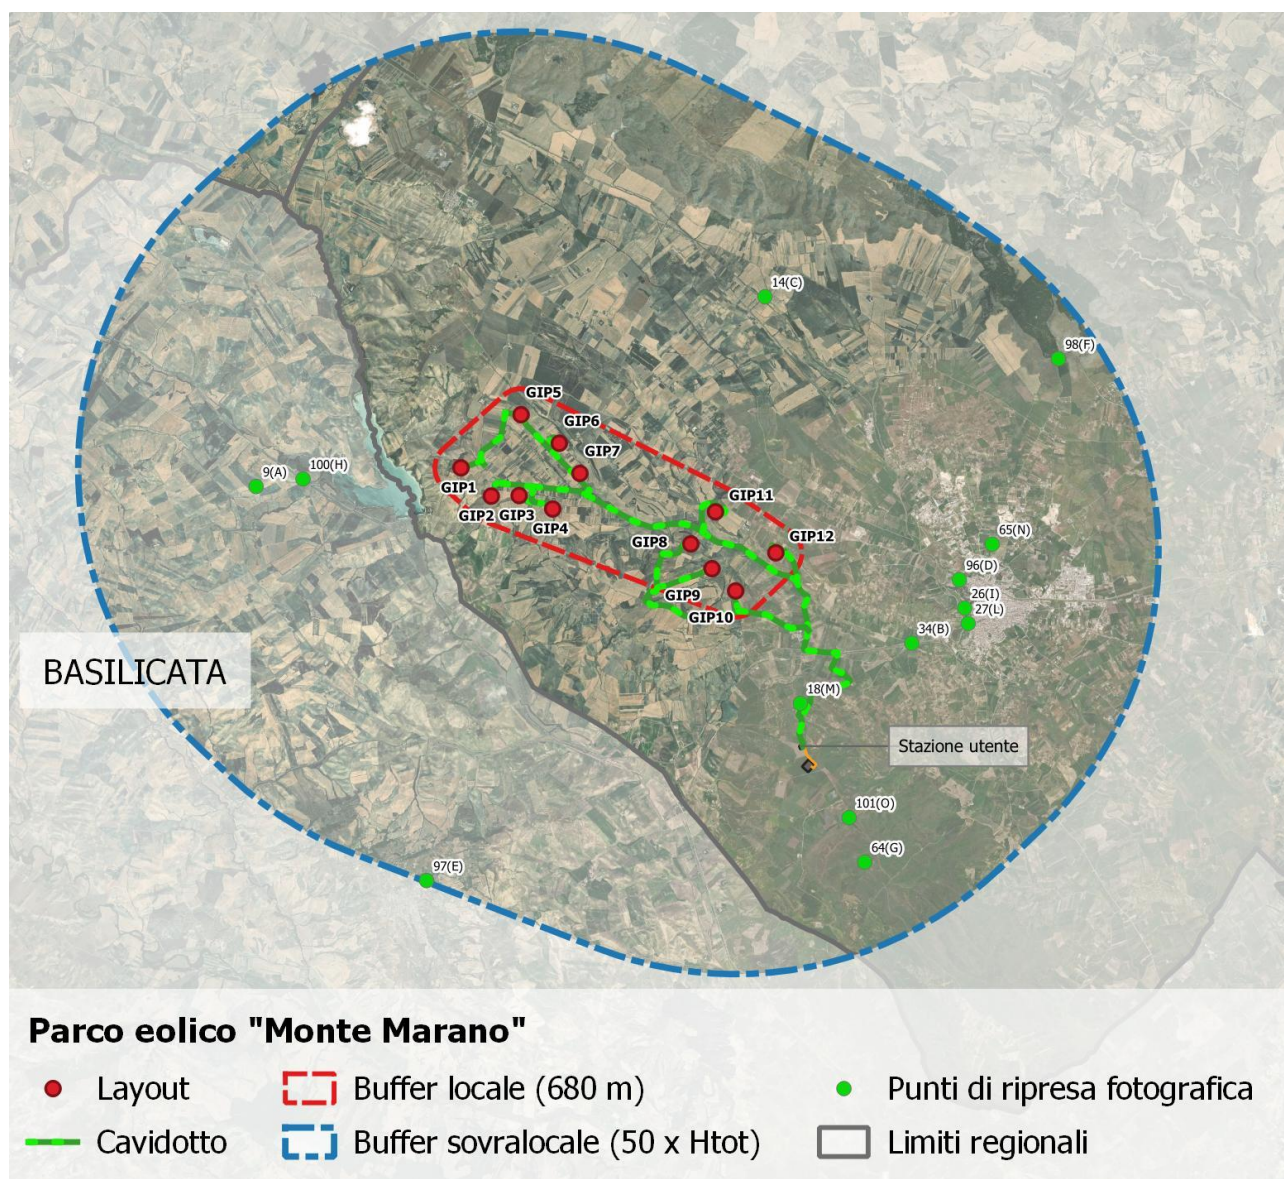 14(C)
98(F)
GIP5
GIP6
GIP7
9(A)
100(H)
GIP1
GIP2
GIP3
GIP4
GIP11
GIP8
GIP12
65(N)
96(D)
GIP9
26(I)
GIP10
27(L)
34(B)
BASILICATA
18(M)
Stazione utente
101(O)
64(G)
97(E)
Parco eolico "Monte Marano"
Layout
Buffer locale (680 m)
Punti di ripresa fotografica
Cavidotto
Buffer sovralocale (50 x Htot)
Limiti regionali